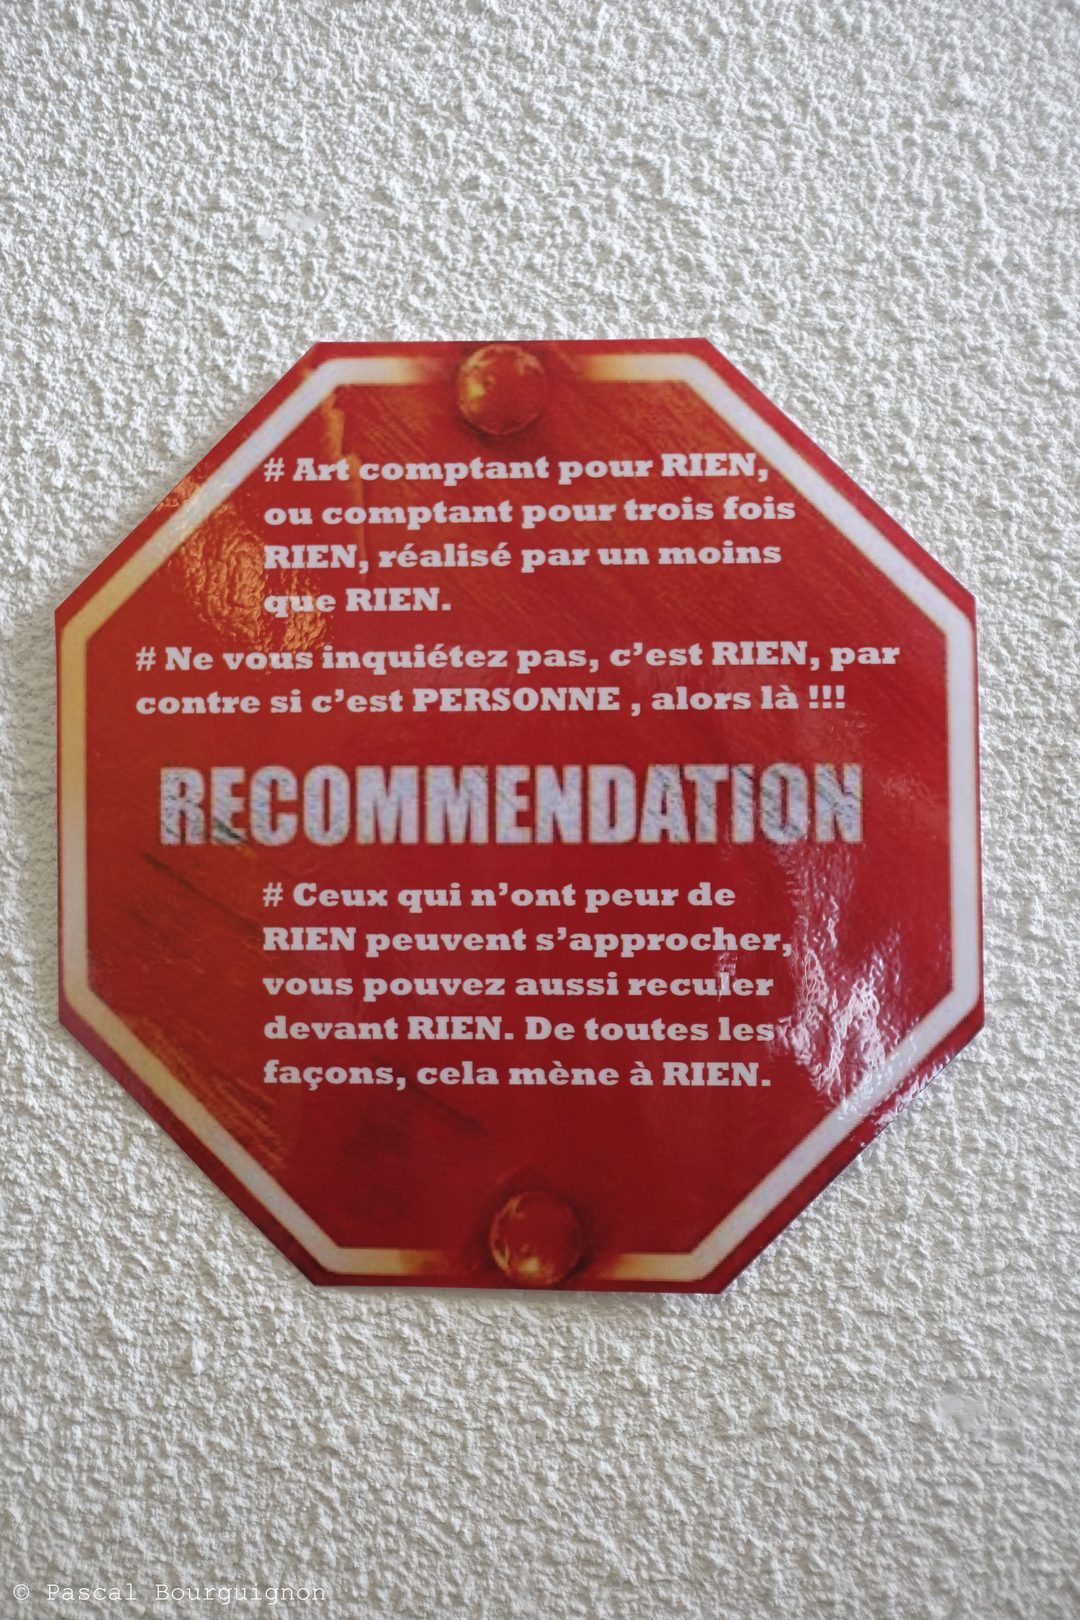 # Art comptant pour RIEN,
ou comptant pour trois fois
RIEN, réalisé par un moins
que RIEN.
# Ne vous inquiétez pas, c’est RIEN, par
contre si c’est PERSONNE , alors là !!!
RECOMMENDATION
# Ceux qui n’ont peur de
RIEN peuvent s’approcher,
vous pouvez aussi reculer
devant RIEN. De toutes les
façons, cela mène à RIEN.
© Pascal Bourguignon